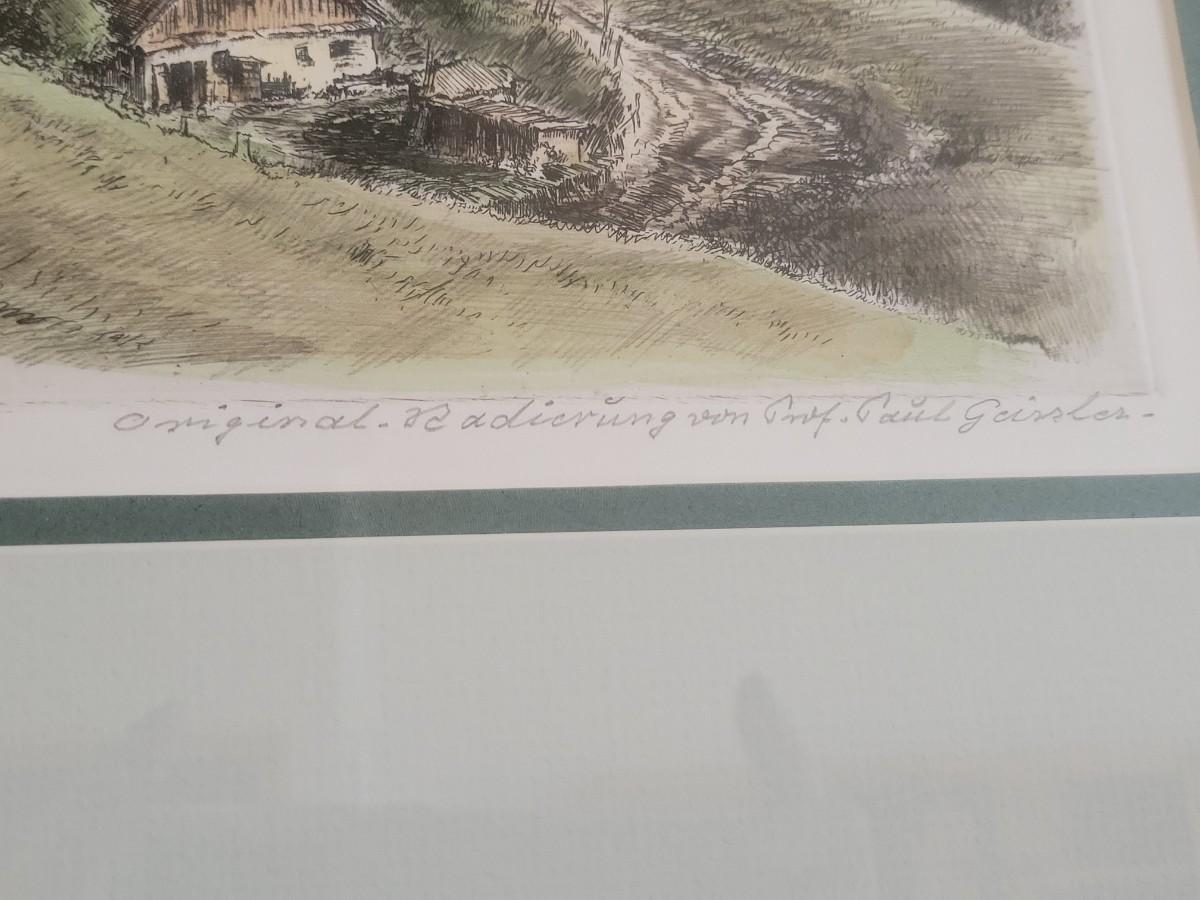 Original-Radierung von Prof. Paul Geissler-